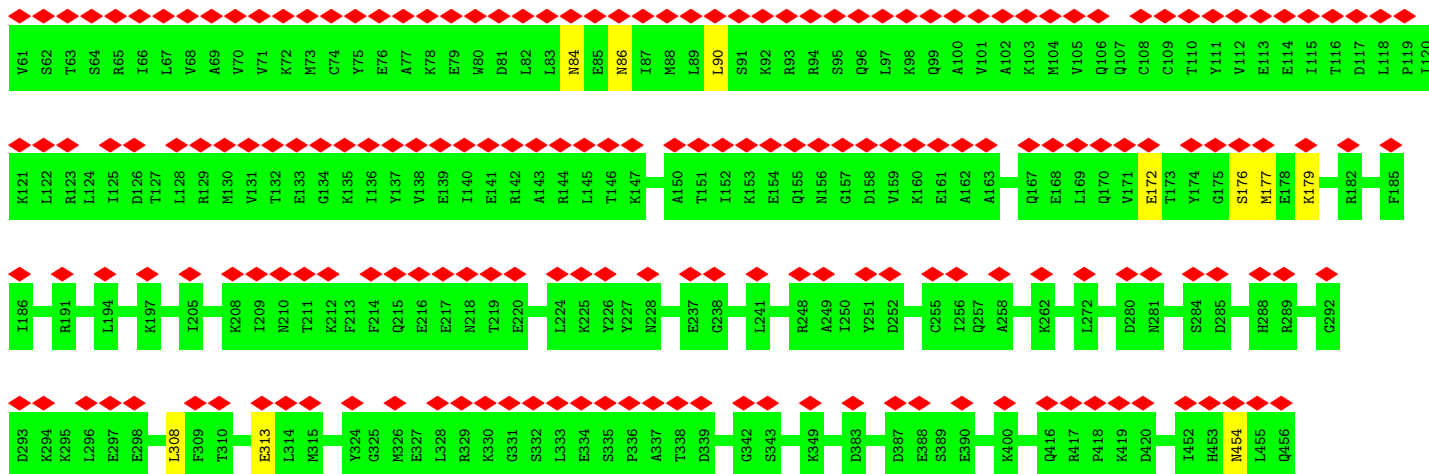 V61 S62 T63 S64 R65 I66 L67 V68 A69 V70 V71 K72 M73 C74 Y75 E76 A77 K78 E79 W80 D81 L82 L83 N84 E85 N86 I87 M88 L89 L90 S91 K92 R93 R94 S95 Q96 L97 K98 Q99 A100 V101 A102 K103 M104 V105 Q106 Q107 C108 C109 T110 Y111 V112 E113 E114 I115 T116 D117 L118 P119 I120
K121 L122 R123 L124 I125 D126 T127 L128 R129 M130 V131 T132 E133 G134 K135 I136 Y137 V138 E139 I140 E141 R142 A143 R144 L145 T146 K147 A150 T151 I152 K153 E154 Q155 N156 G157 D158 V159 K160 E161 A162 A163 Q167 E168 L169 Q170 V171 E172 T173 Y174 G175 S176 M177 E178 K179 R182 F185
I186 R191 L194 K197 I205 K208 I209 N210 T211 K212 F213 F214 Q215 E216 E217 N218 T219 E220 L224 K225 Y226 Y227 N228 E237 G238 L241 R248 A249 I250 Y251 D252 C255 I256 Q257 A258 K262 L272 D280 N281 S284 D285 H288 R289 G292
D293 K294 K295 L296 E297 E298 L308 F309 T310 E313 L314 M315 Y324 G325 M326 E327 L328 R329 K330 G331 S332 L333 E334 S335 P336 A337 T338 D339 G342 S343 K349 D383 D387 E388 S389 E390 K400 Q416 R417 P418 K419 D420 I452 H453 N454 L455 Q456